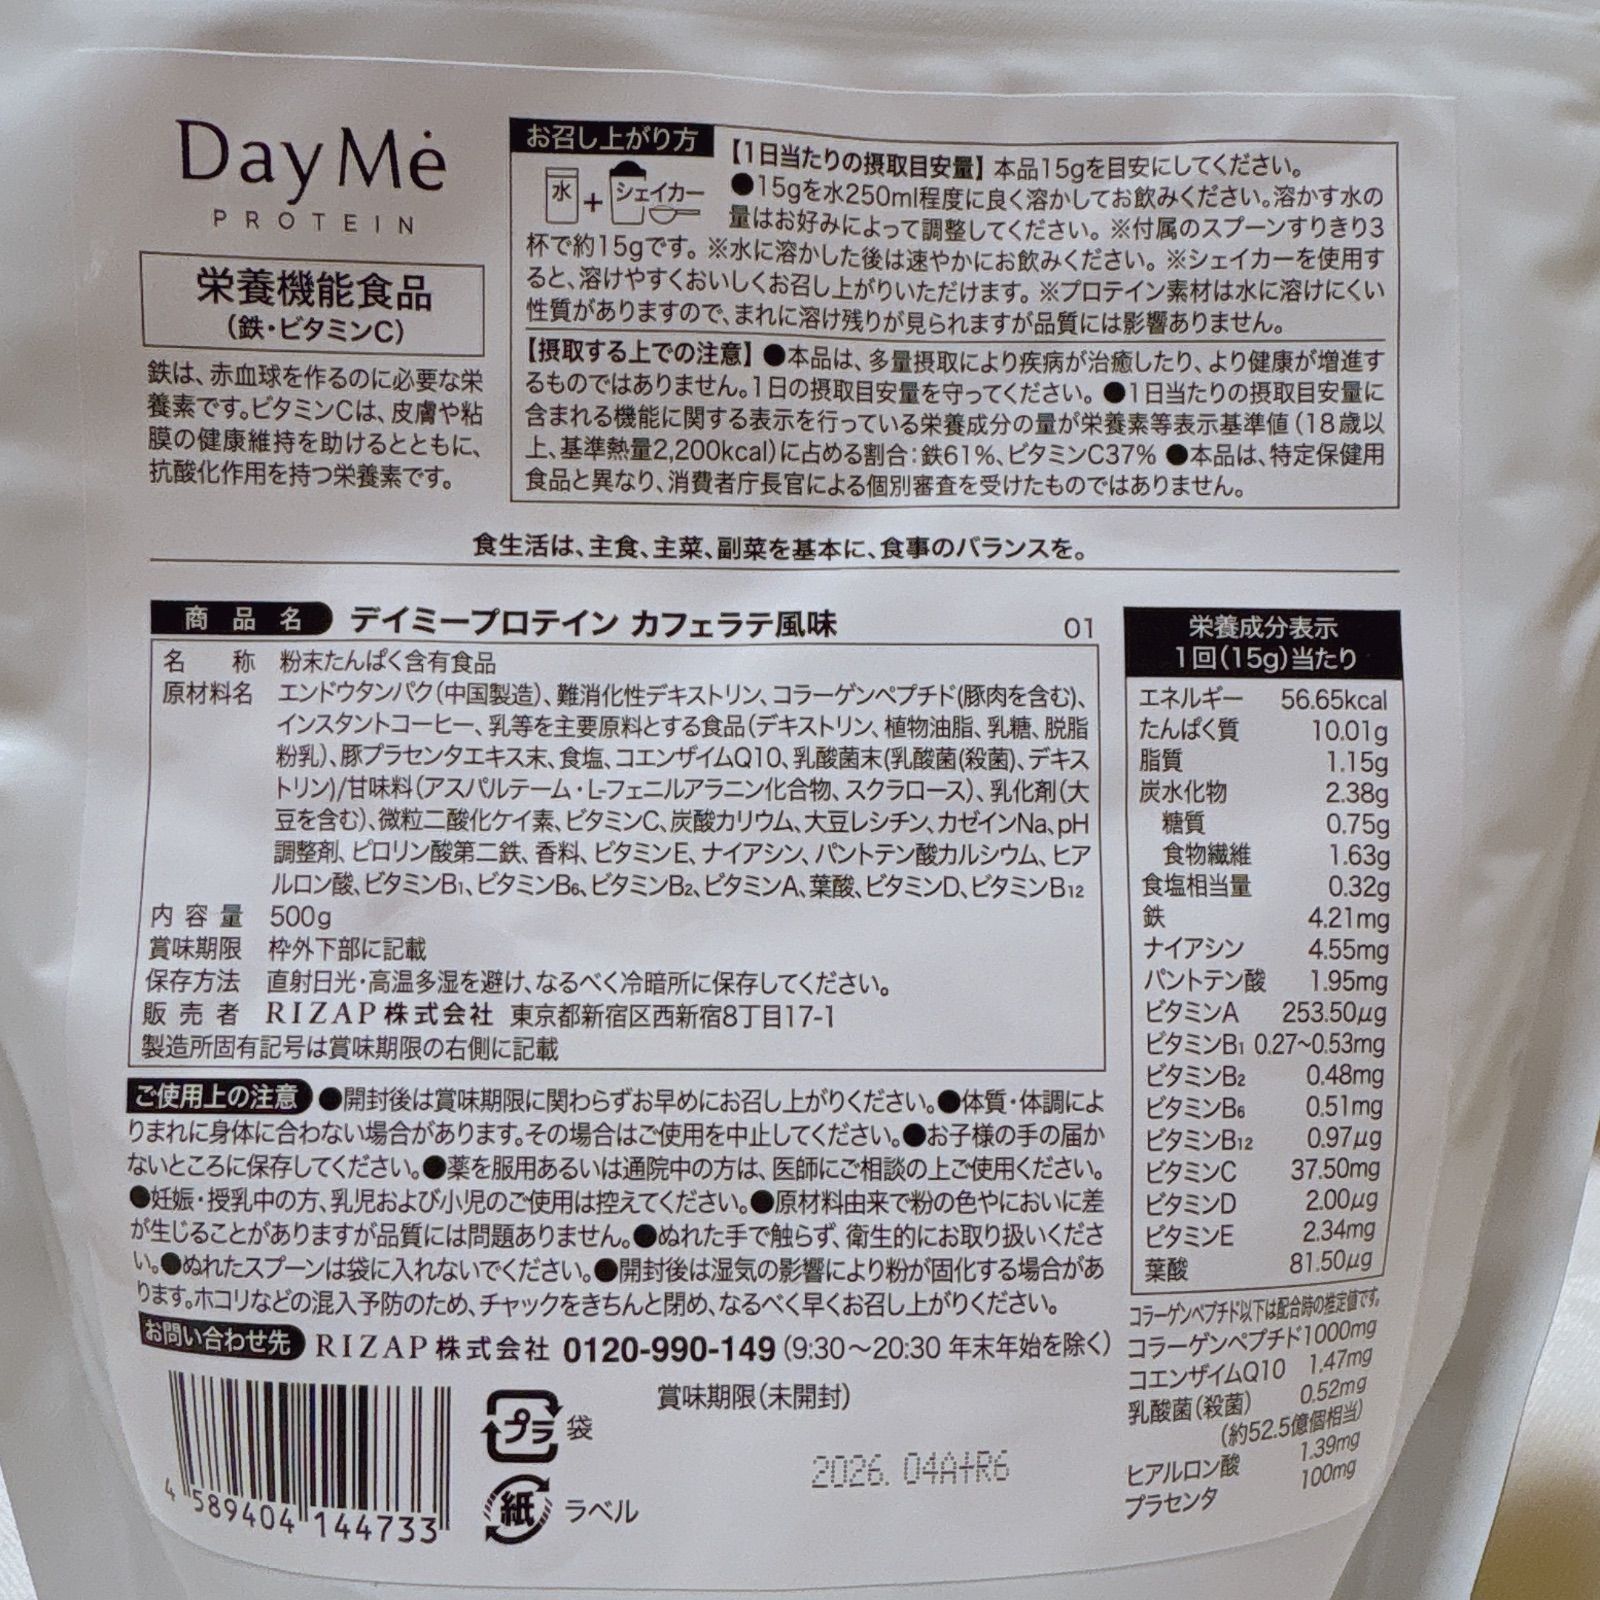 Day Mė
PROTEIN
栄養機能食品
(鉄・ビタミンC)
鉄は、赤血球を作るのに必要な栄
養素です。ビタミンCは、皮膚や粘
膜の健康維持を助けるとともに、
抗酸化作用を持つ栄養素です。
お召し上がり方
水 + シェイカー
【1日当たりの摂取目安量】本品15gを目安にしてください。
●15gを水250ml程度に良く溶かしてお飲みください。溶かす水の
量はお好みによって調整してください。※付属のスプーンすりきり3
杯で約15gです。※水に溶かした後は速やかにお飲みください。※シェイカーを使用す
ると、溶けやすくおいしくお召し上がりいただけます。※プロテイン素材は水に溶けにくい
性質がありますので、まれに溶け残りが見られますが品質には影響ありません。
【摂取する上での注意】●本品は、多量摂取により疾病が治癒したり、より健康が増進す
るものではありません。1日の摂取目安量を守ってください。●1日当たりの摂取目安量に
含まれる機能に関する表示を行っている栄養成分の量が栄養素等表示基準値(18歳以
上、基準熱量2,200kcal)に占める割合:鉄61%、ビタミンC37% ●本品は、特定保健用
食品と異なり、消費者庁長官による個別審査を受けたものではありません。
食生活は、主食、主菜、副菜を基本に、食事のバランスを。
商品名 デイミープロテイン カフェラテ風味 01
名 称 粉末たんぱく含有食品
原材料名 エンドウタンパク(中国製造)、難消化性デキストリン、コラーゲンペプチド(豚肉を含む)、
インスタントコーヒー、乳等を主要原料とする食品(デキストリン、植物油脂、乳糖、脱脂
粉乳)、豚プラセンタエキス末、食塩、コエンザイムQ10、乳酸菌末(乳酸菌(殺菌)、デキス
トリン)/甘味料(アスパルテーム・L-フェニルアラニン化合物、スクラロース)、乳化剤(大
豆を含む)、微粒二酸化ケイ素、ビタミンC、炭酸カリウム、大豆レシチン、カゼインNa、pH
調整剤、ピロリン酸第二鉄、香料、ビタミンE、ナイアシン、パントテン酸カルシウム、ヒア
ルロン酸、ビタミンB1、ビタミンB6、ビタミンB2、ビタミンA、葉酸、ビタミンD、ビタミンB12
内容量 500g
賞味期限 枠外下部に記載
保存方法 直射日光・高温多湿を避け、なるべく冷暗所に保存してください。
販売者 RIZAP株式会社 東京都新宿区西新宿8丁目17-1
製造所固有記号は賞味期限の右側に記載
ご使用上の注意 ●開封後は賞味期限に関わらずお早めにお召し上がりください。●体質・体調によ
りまれに身体に合わない場合があります。その場合はご使用を中止してください。●お子様の手の届か
ないところに保存してください。●薬を服用あるいは通院中の方は、医師にご相談の上ご使用ください。
●妊娠・授乳中の方、乳児および小児のご使用は控えてください。●原材料由来で粉の色やにおいに差
が生じることがありますが品質には問題ありません。●ぬれた手で触らず、衛生的にお取り扱いくださ
い。●ぬれたスプーンは袋に入れないでください。●開封後は湿気の影響により粉が固化する場合があ
ります。ホコリなどの混入予防のため、チャックをきちんと閉め、なるべく早くお召し上がりください。
お問い合わせ先 RIZAP株式会社 0120-990-149 (9:30〜20:30 年末年始を除く)
4 589404 144733
プラ 袋
紙 ラベル
賞味期限(未開封)
2026. 04A+R6
栄養成分表示
1回(15g)当たり
エネルギー 56.65kcal
たんぱく質 10.01g
脂質 1.15g
炭水化物 2.38g
糖質 0.75g
食物繊維 1.63g
食塩相当量 0.32g
鉄 4.21mg
ナイアシン 4.55mg
パントテン酸 1.95mg
ビタミンA 253.50μg
ビタミンB1 0.27〜0.53mg
ビタミンB2 0.48mg
ビタミンB6 0.51mg
ビタミンB12 0.97μg
ビタミンC 37.50mg
ビタミンD 2.00μg
ビタミンE 2.34mg
葉酸 81.50μg
コラーゲンペプチド以下は配合時の推定値です。
コラーゲンペプチド1000mg
コエンザイムQ10 1.47mg
乳酸菌(殺菌) 0.52mg
(約52.5億個相当)
ヒアルロン酸 1.39mg
プラセンタ 100mg